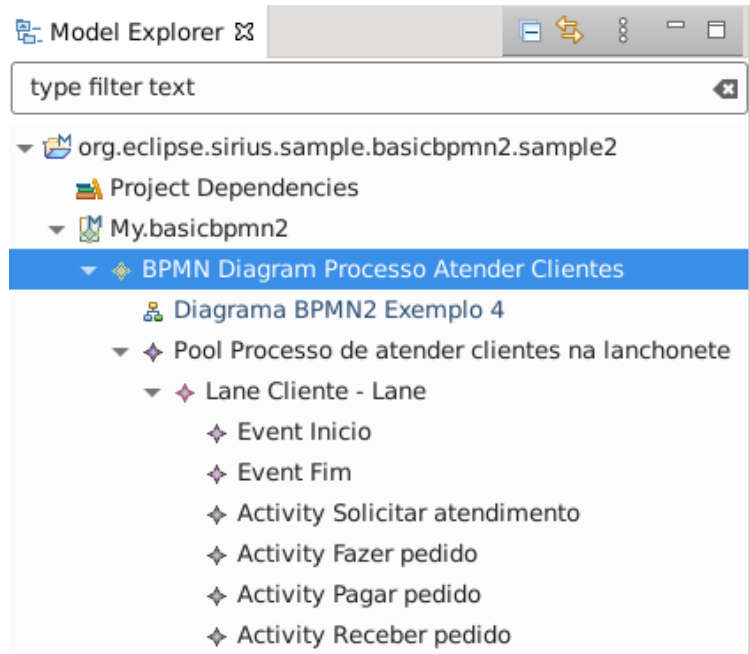 Model Explorer
type filter text
org.eclipse.sirius.sample.basicbpmn2.sample2
Project Dependencies
My.basicbpmn2
BPMN Diagram Processo Atender Clientes
Diagrama BPMN2 Exemplo 4
Pool Processo de atender clientes na lanchonete
Lane Cliente - Lane
Event Inicio
Event Fim
Activity Solicitar atendimento
Activity Fazer pedido
Activity Pagar pedido
Activity Receber pedido